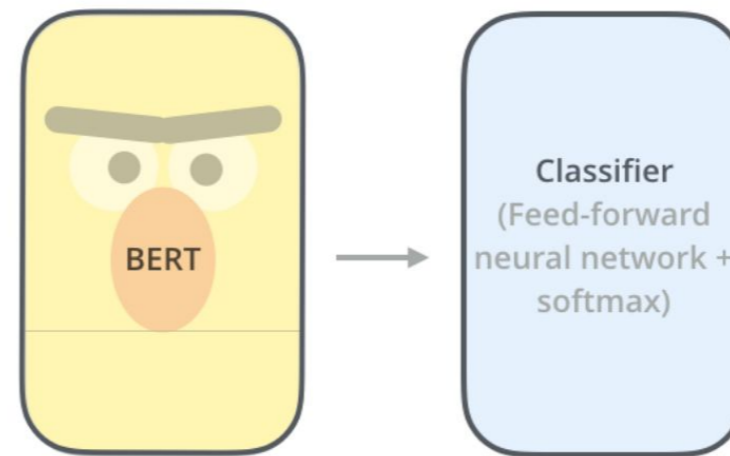 BERT
Classifier
(Feed-forward
neural network +
softmax)